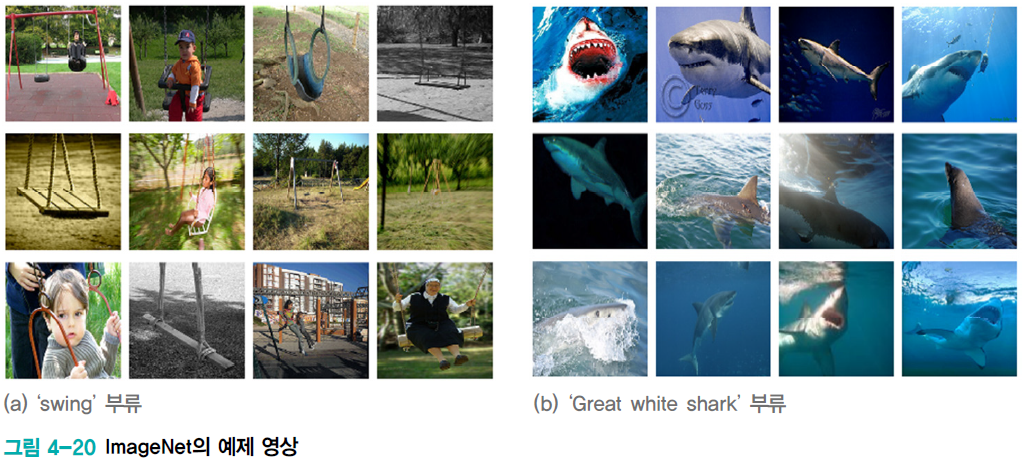 (a) ‘swing’ 부류
(b) ‘Great white shark’ 부류
그림 4-20 ImageNet의 예제 영상